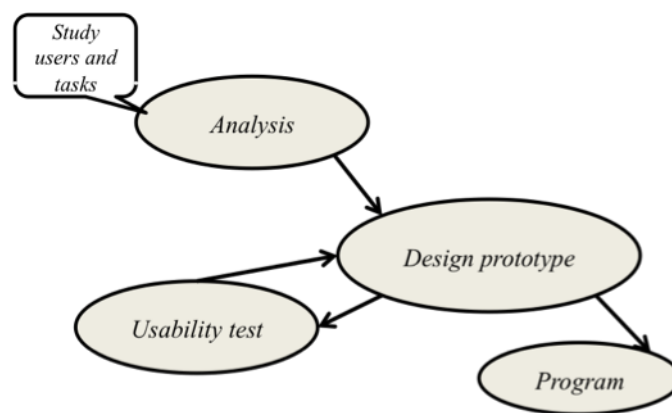 Study
users and
tasks
Analysis
Design prototype
Usability test
Program